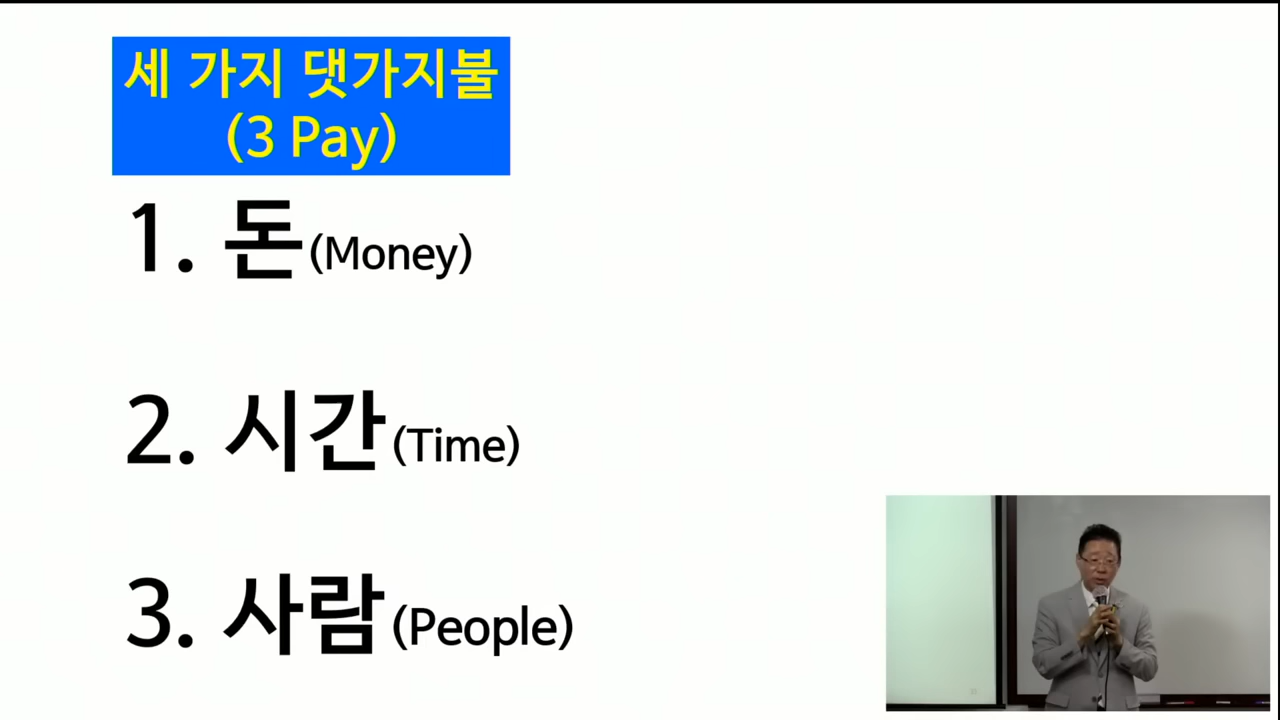 세 가지 댓가지불
(3 Pay)
1. 돈(Money)
2. 시간(Time)
3. 사람(People)